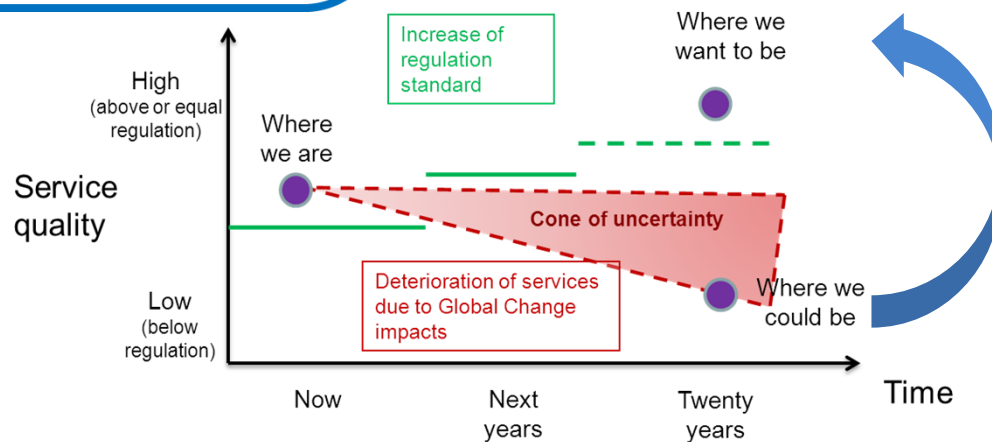 Increase of
regulation
standard
Where we
want to be
High
(above or equal
regulation)
Where
we are
Service
quality
Cone of uncertainty
Deterioration of services
due to Global Change
impacts
Where we
could be
Low
(below
regulation)
Now
Next
years
Twenty
years
Time